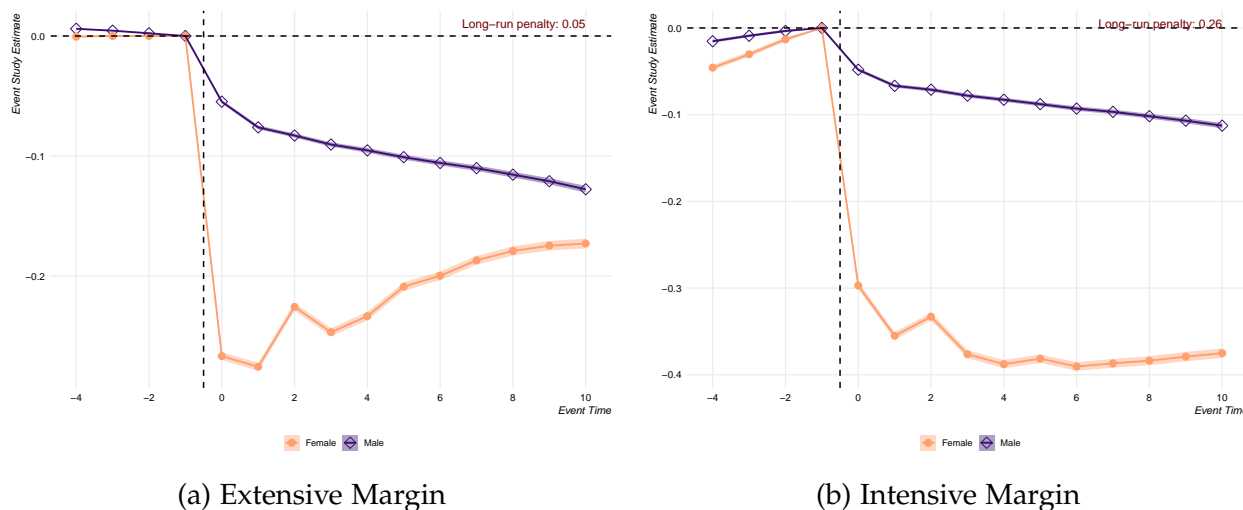 Long−run penalty: 0.05
Event Study Estimate
0.0
−0.1
−0.2
−4 −2 0 2 4 6 8 10
Event Time
Female Male
(a) Extensive Margin
Long−run penalty: 0.26
Event Study Estimate
0.0
−0.1
−0.2
−0.3
−0.4
−4 −2 0 2 4 6 8 10
Event Time
Female Male
(b) Intensive Margin